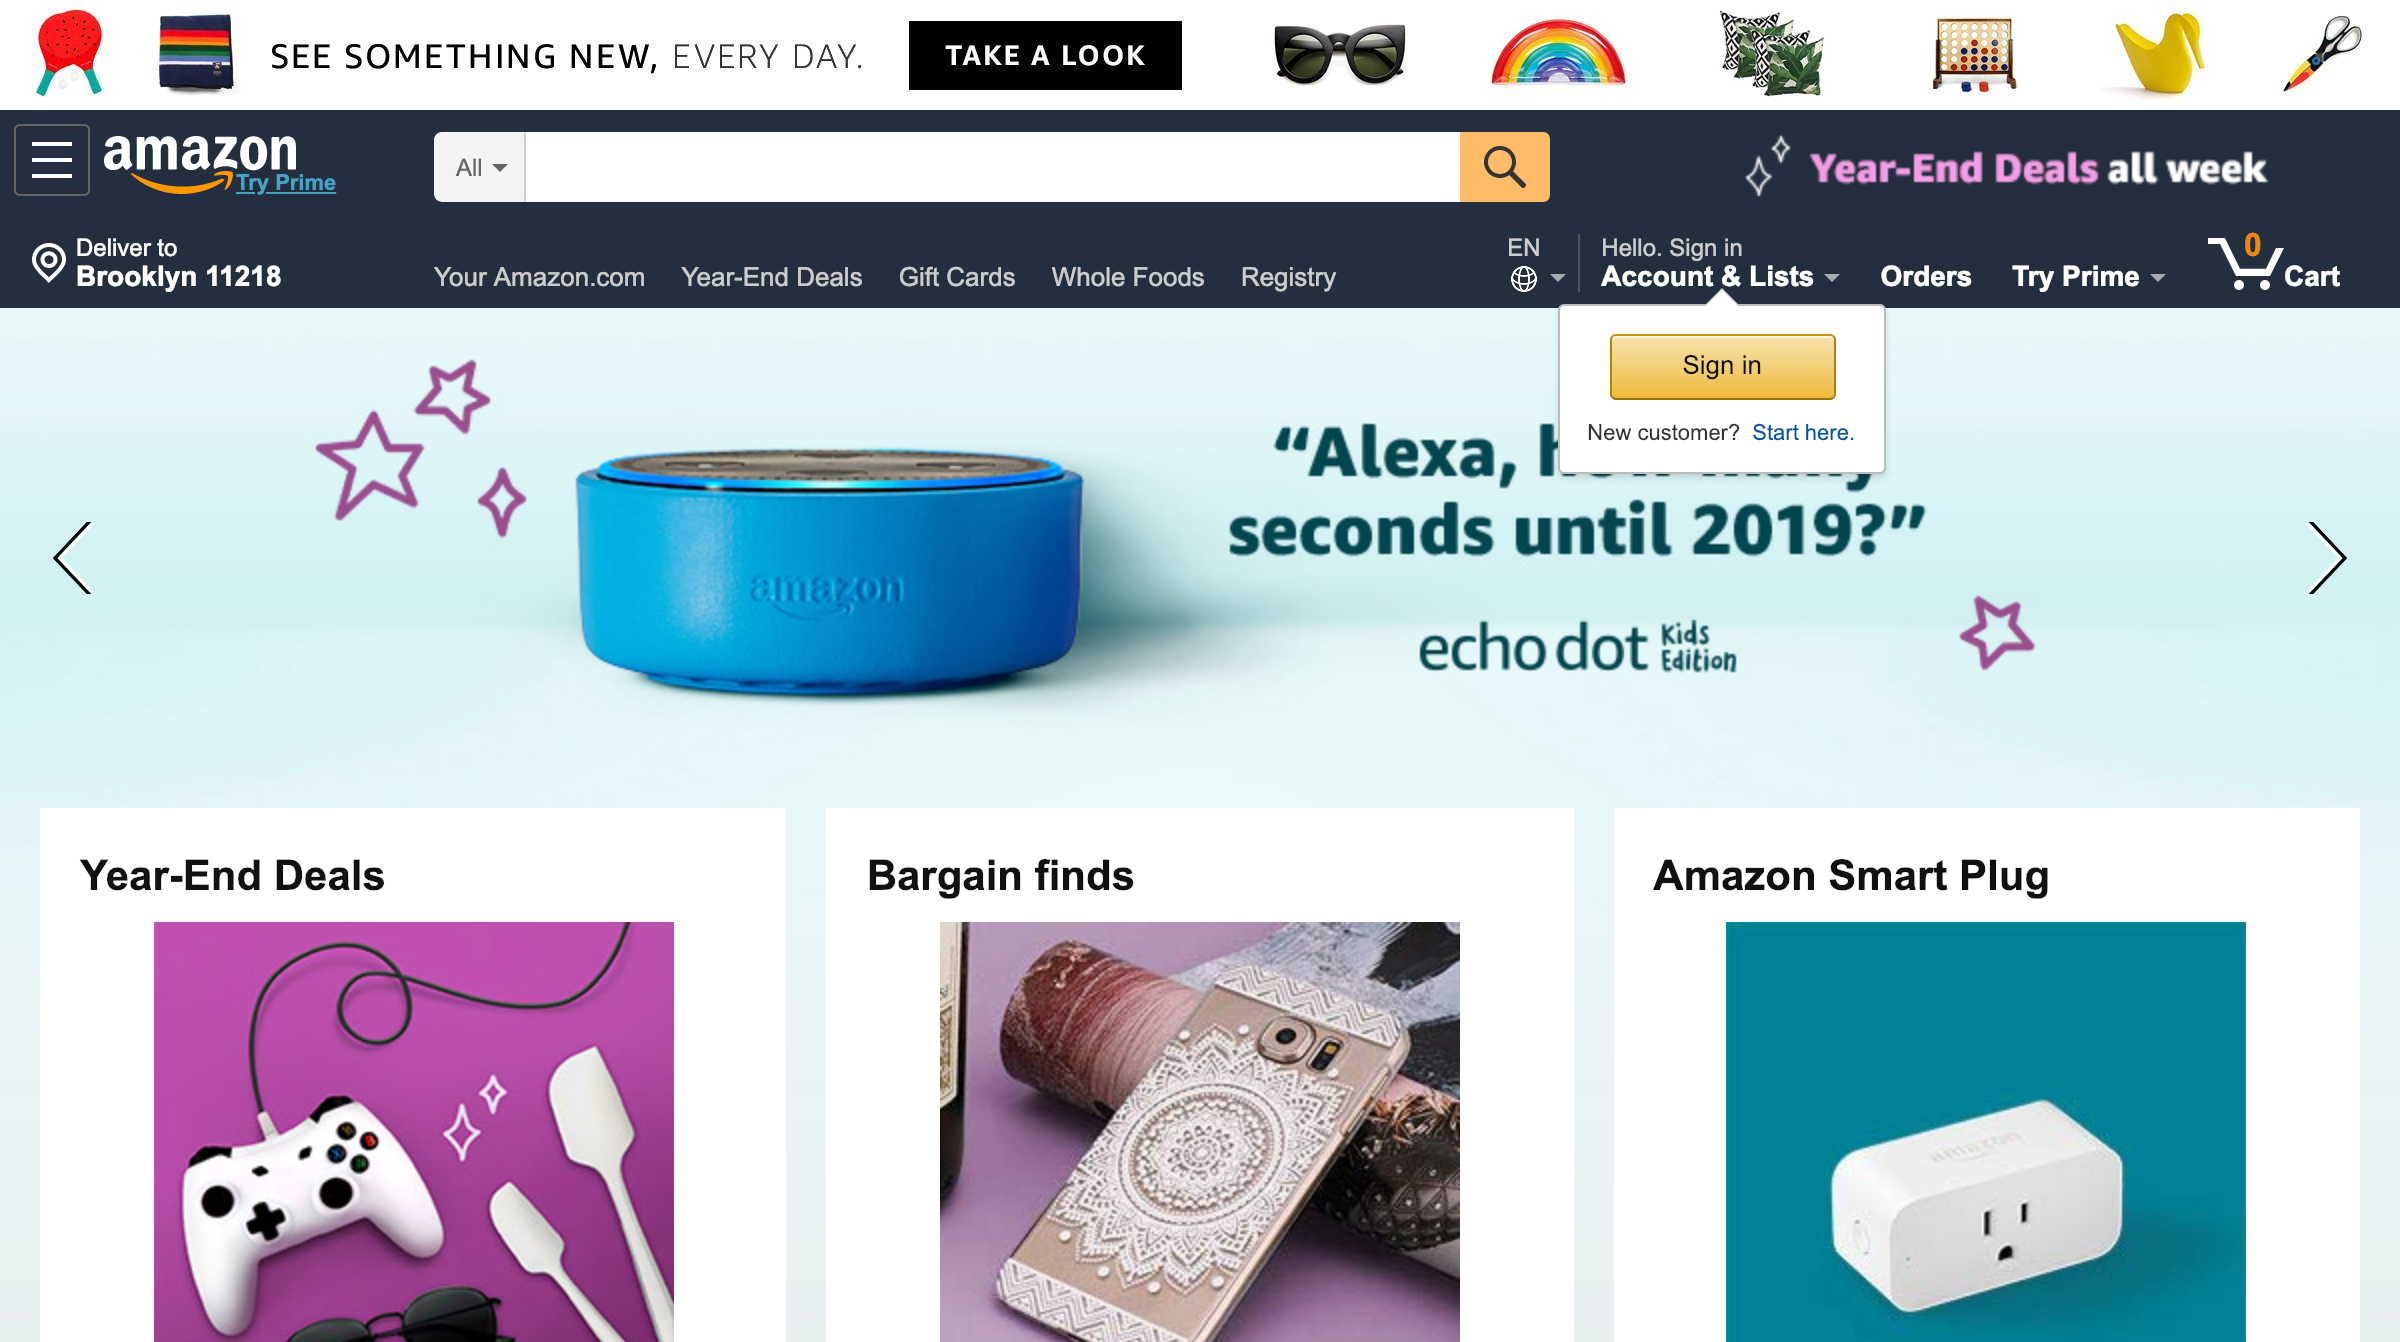 SEE SOMETHING NEW, EVERY DAY.
TAKE A LOOK
amazon
Try Prime
All
Year-End Deals all week
Deliver to
Brooklyn 11218
Your Amazon.com
Year-End Deals
Gift Cards
Whole Foods
Registry
EN
Hello. Sign in
Account & Lists
Orders
Try Prime
0
Cart
Sign in
New customer? Start here.
amazon
“Alexa,
seconds until 2019?”
echo dot Kids
Edition
Year-End Deals
Bargain finds
Amazon Smart Plug
amazon